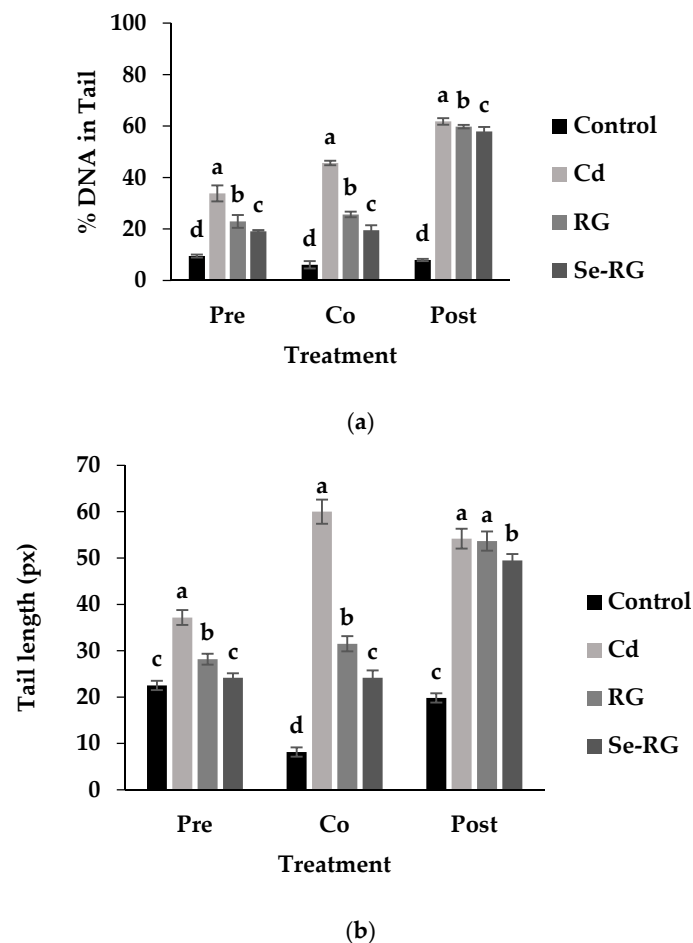 % DNA in Tail
100
80
60
40
20
0
d a b c
d a b c
d a b c
Pre Co Post
Treatment
Control
Cd
RG
Se-RG
(a)
Tail length (px)
70
60
50
40
30
20
10
0
c a b c
d a b c
c a a b
Pre Co Post
Treatment
Control
Cd
RG
Se-RG
(b)